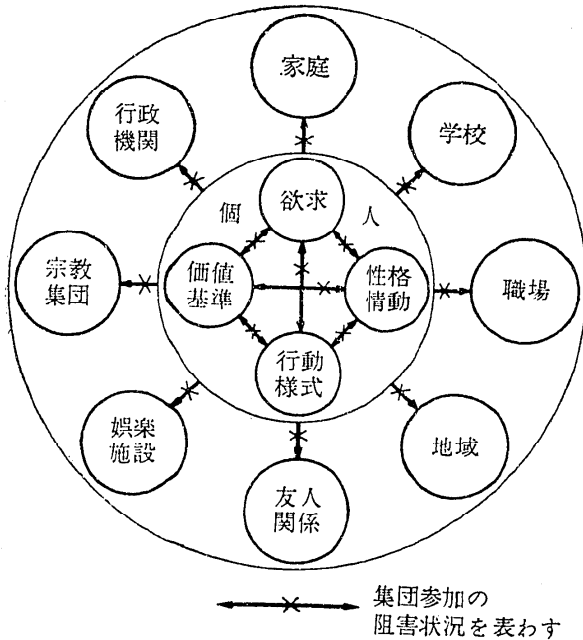 家庭
行政
機関
学校
個人
欲求
宗教
集団
価値
基準
性格
情動
職場
行動
様式
娯楽
施設
地域
友人
関係
集団参加の
阻害状況を表わす